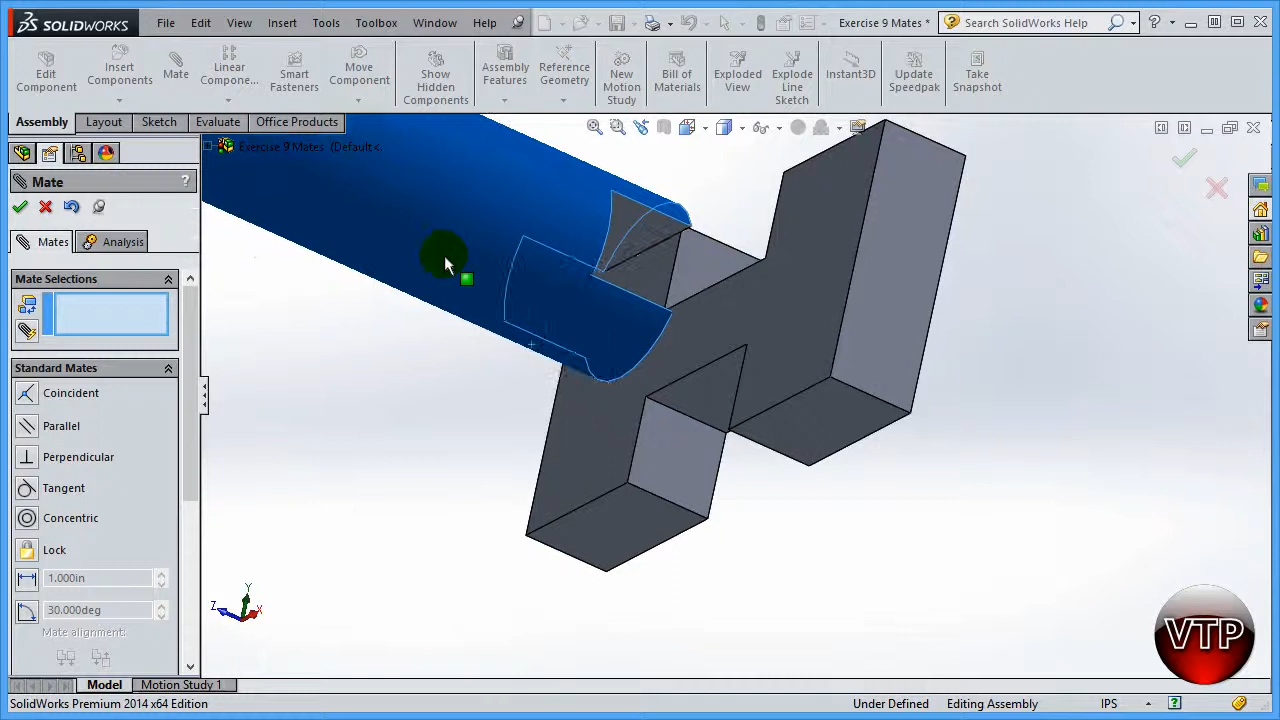 SOLIDWORKS
File
Edit
View
Insert
Tools
Toolbox
Window
Help
Exercise 9 Mates *
Search SolidWorks Help
?
Edit
Component
Insert
Components
Mate
Linear
Compone...
Smart
Fasteners
Move
Component
Show
Hidden
Components
Assembly
Features
Reference
Geometry
New
Motion
Study
Bill of
Materials
Exploded
View
Explode
Line
Sketch
Instant3D
Update
Speedpak
Take
Snapshot
Assembly
Layout
Sketch
Evaluate
Office Products
Exercise 9 Mates (Default<.
Mate
?
Mates
Analysis
Mate Selections
Standard Mates
Coincident
Parallel
Perpendicular
Tangent
Concentric
Lock
1.000in
30.000deg
Mate alignment:
Y
Z
X
VTP
Model
Motion Study 1
SolidWorks Premium 2014 x64 Edition
Under Defined
Editing Assembly
IPS
?